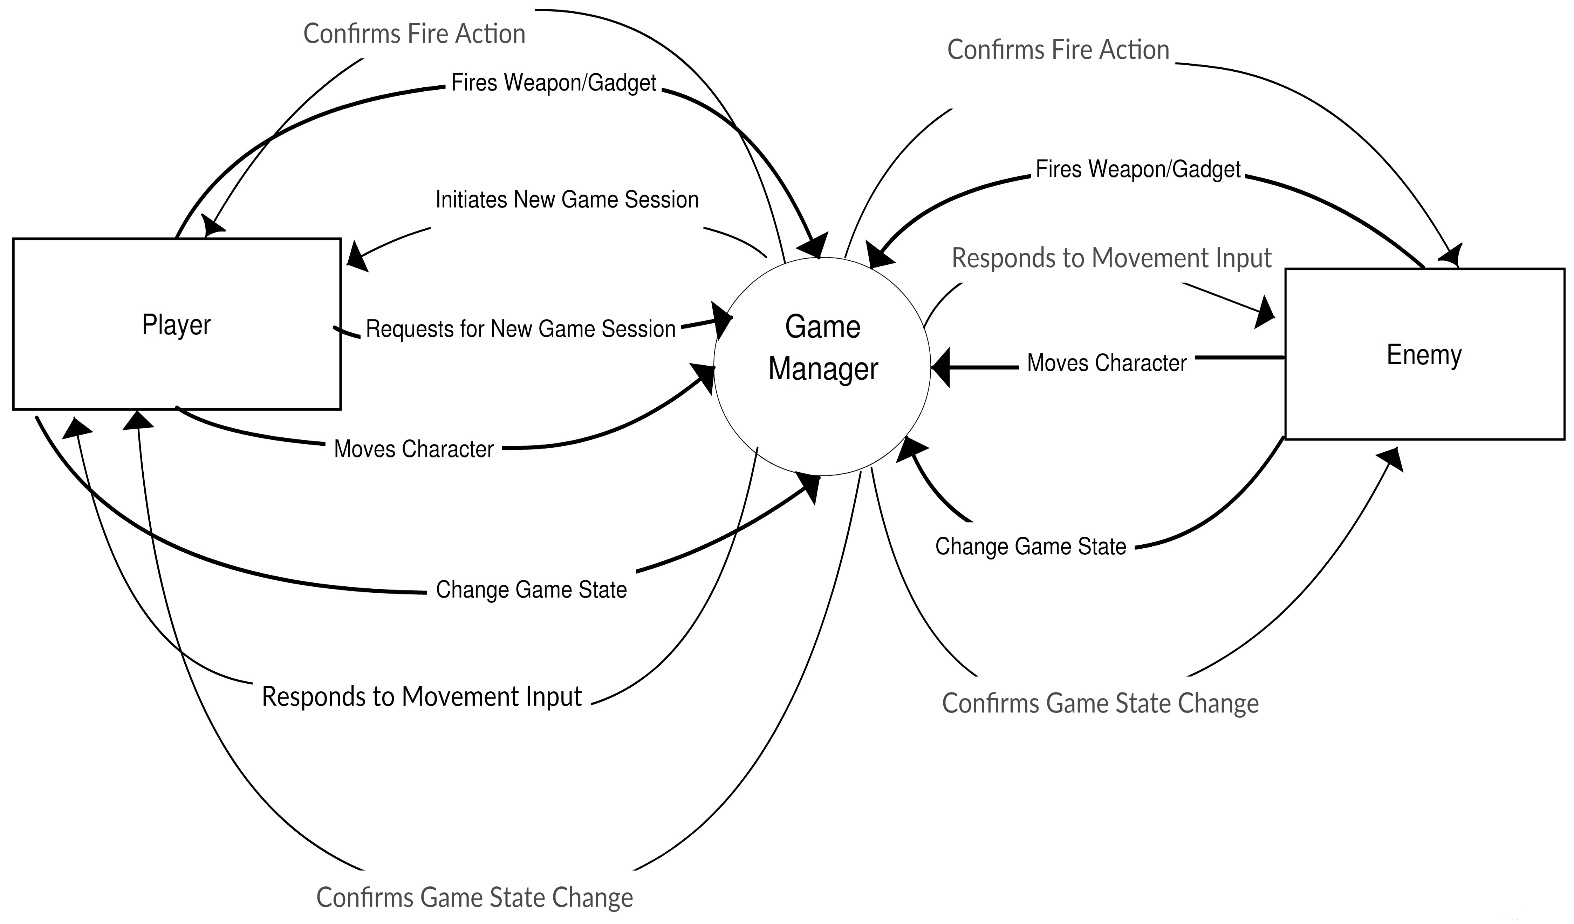 Confirms Fire Action
Confirms Fire Action
Fires Weapon/Gadget
Fires Weapon/Gadget
Initiates New Game Session
Responds to Movement Input
Player
Requests for New Game Session
Game
Manager
Enemy
Moves Character
Moves Character
Change Game State
Change Game State
Responds to Movement Input
Confirms Game State Change
Confirms Game State Change